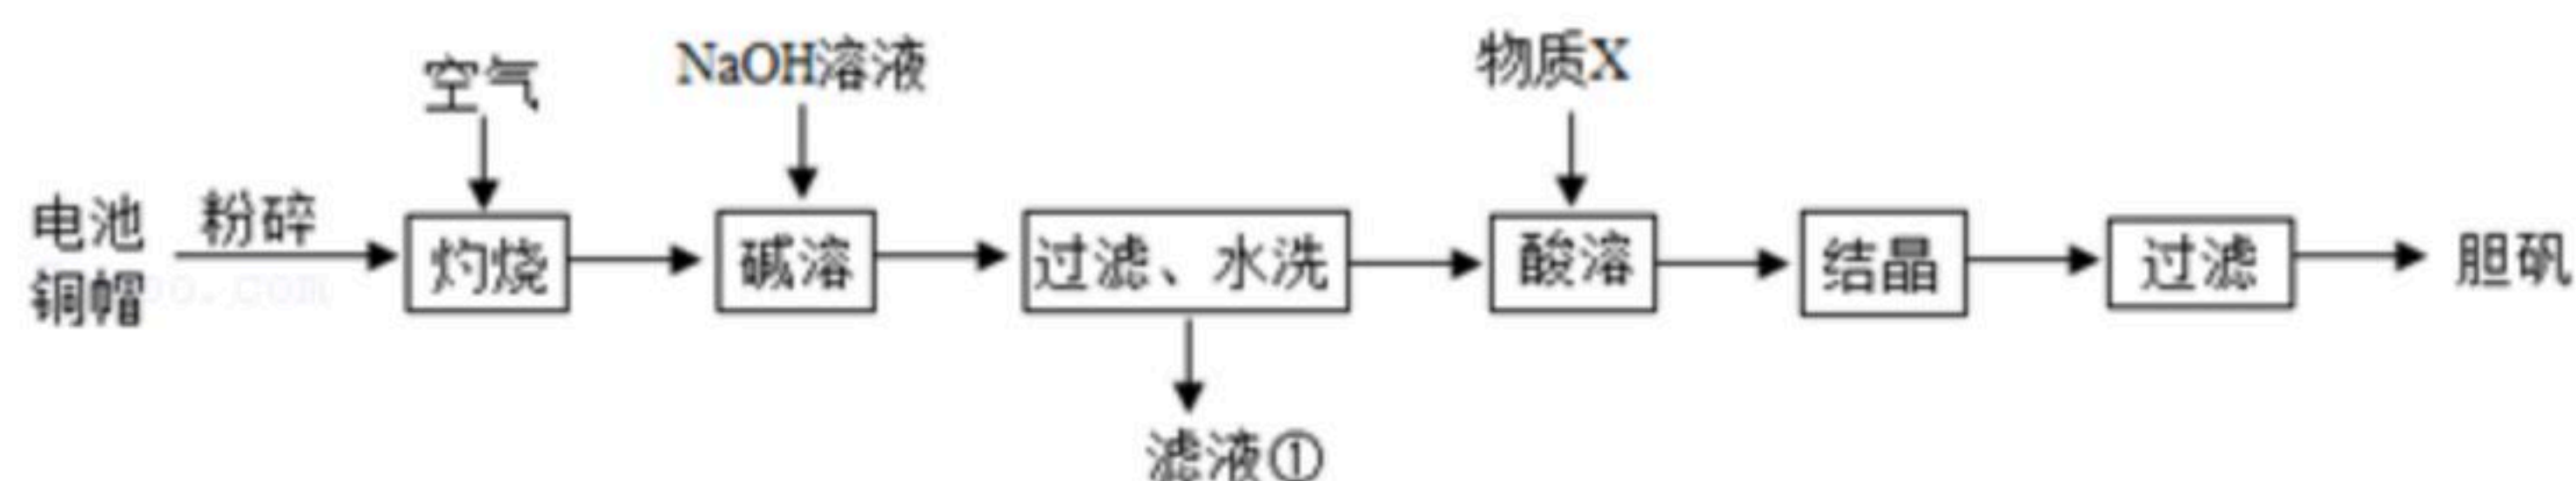 空气
NaOH溶液
物质X
电池
铜帽
粉碎
灼烧
碱溶
过滤、水洗
酸溶
结晶
过滤
胆矾
滤液①